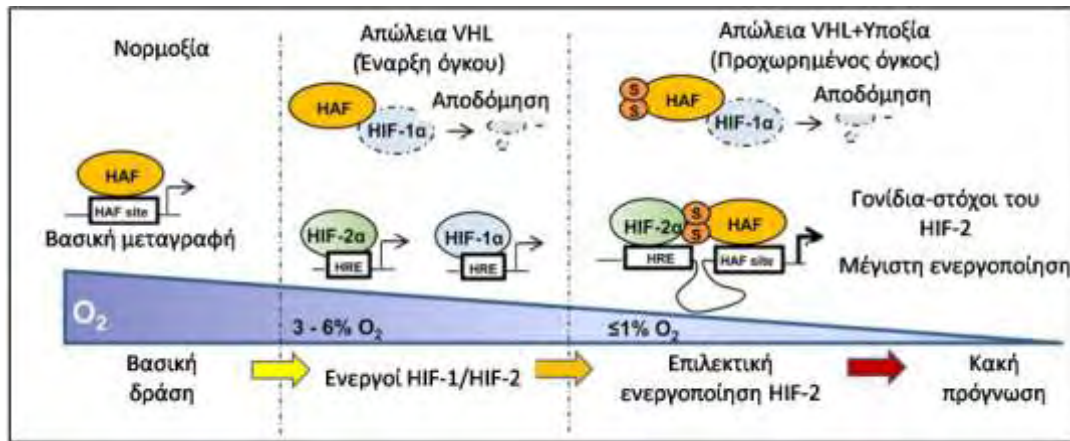 Νορμοξία
HAF
HAF site
Βασική μεταγραφή
Απώλεια VHL
(Έναρξη όγκου)
HAF
HIF-1α
Αποδόμηση
HIF-2α
HRE
HIF-1α
HRE
Απώλεια VHL+Υποξία
(Προχωρημένος όγκος)
S
S
HAF
HIF-1α
Αποδόμηση
HIF-2α
S
S
HAF
HRE
HAF site
Γονίδια-στόχοι του
HIF-2
Μέγιστη ενεργοποίηση
O2
3 - 6% O2
≤1% O2
Βασική
δράση
Ενεργοί HIF-1/HIF-2
Επιλεκτική
ενεργοποίηση HIF-2
Κακή
πρόγνωση